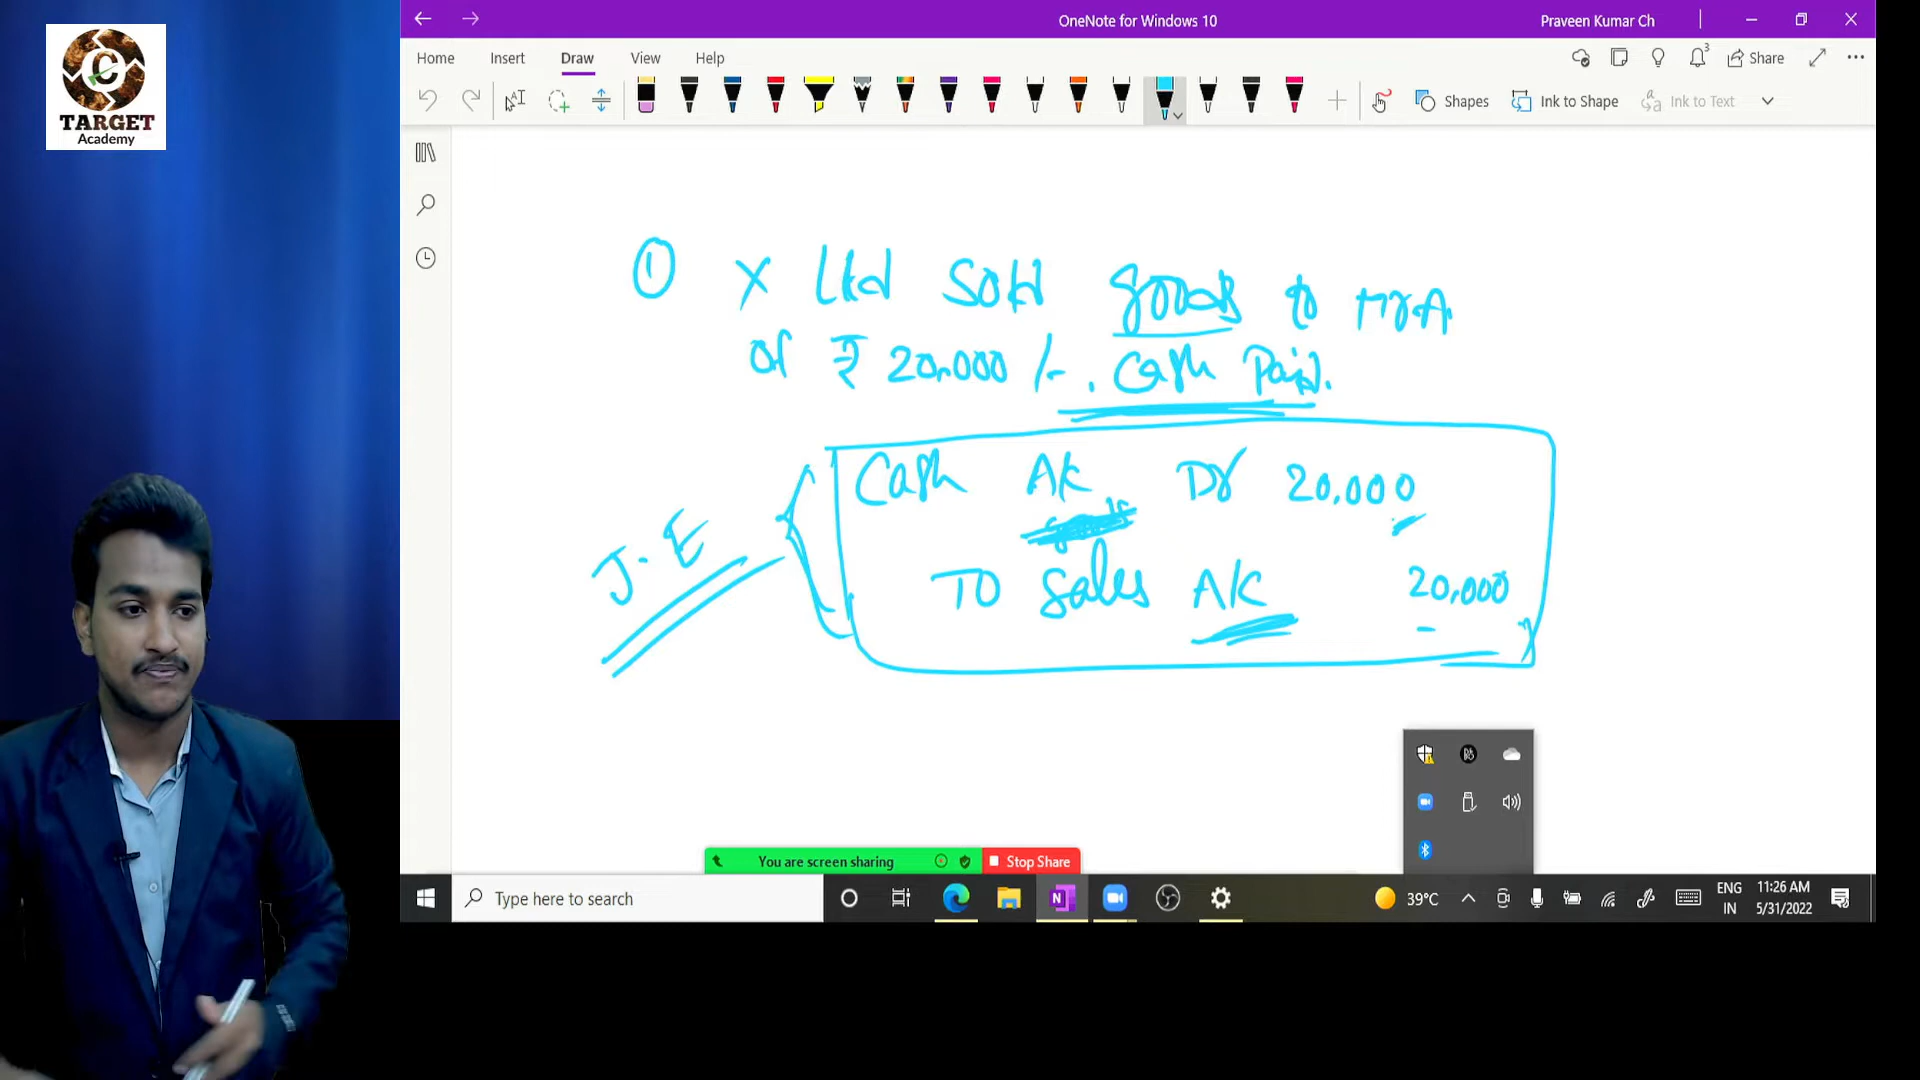 TARGET
Academy
OneNote for Windows 10
Praveen Kumar Ch
Home Insert Draw View Help
3
Share
Shapes
Ink to Shape
Ink to Text
① X Ltd Sold goods to Mr A
of ₹ 20,000 /- . Cash Paid.
Cash A/c Dr 20,000
J.E
TO Sales A/c 20,000
You are screen sharing
Stop Share
Type here to search
39°C
ENG
IN
11:26 AM
5/31/2022